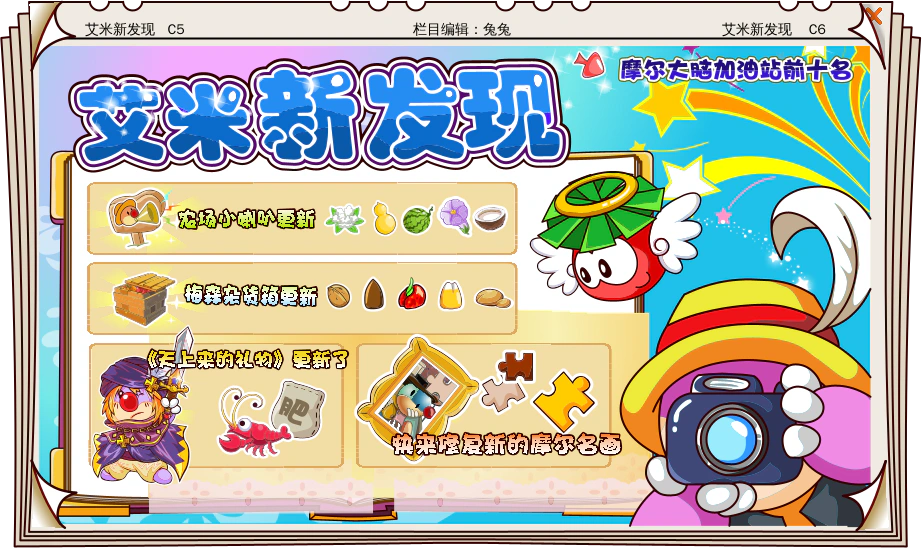 艾米新发现 C5
栏目编辑：兔兔
艾米新发现 C6
摩尔大脑加油站前十名
艾米新发现
农场小喇叭更新
梅森杂货箱更新
《天上来的礼物》更新了
肥
快来修复新的摩尔名画